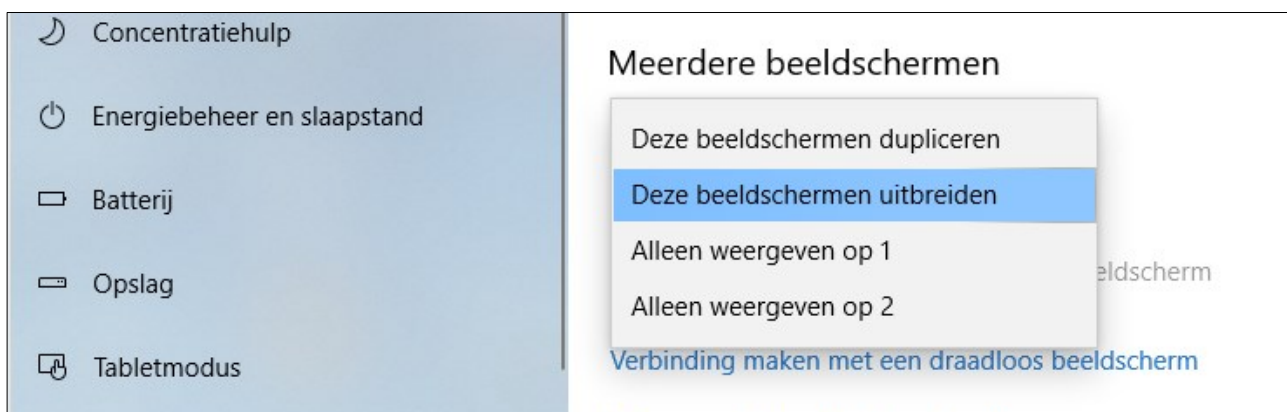 Concentratiehulp
Energiebeheer en slaapstand
Batterij
Opslag
Tabletmodus
Meerdere beeldschermen
Deze beeldschermen dupliceren
Deze beeldschermen uitbreiden
Alleen weergeven op 1
Alleen weergeven op 2
eldscherm
Verbinding maken met een draadloos beeldscherm